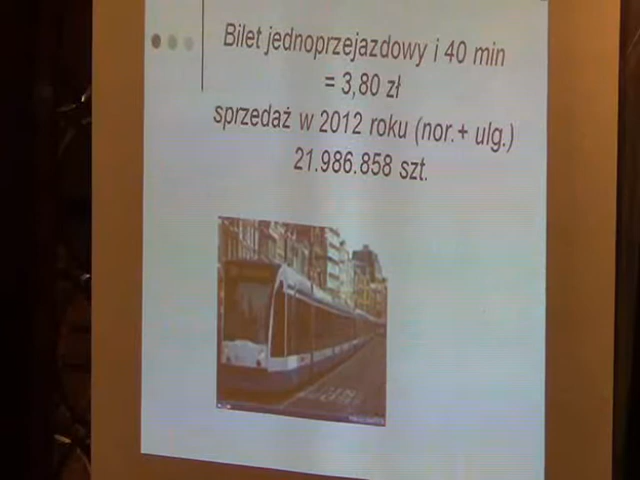 Bilet jednoprzejazdowy i 40 min
= 3,80 zł
sprzedaż w 2012 roku (nor.+ ulg.)
21.986.858 szt.